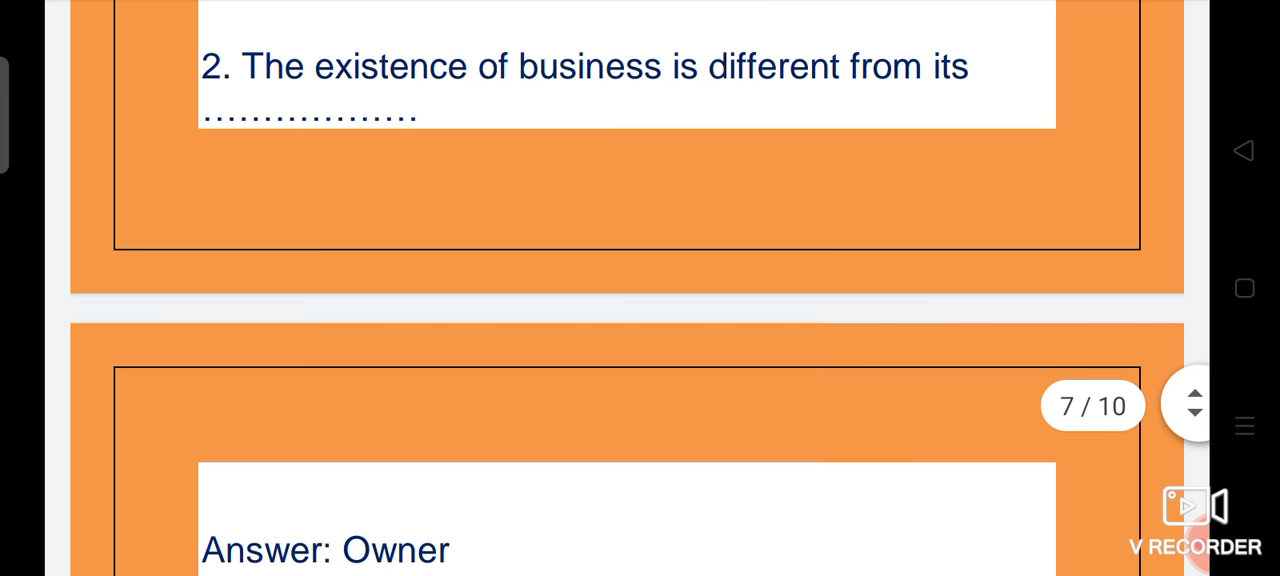 2. The existence of business is different from its
………………
7 / 10
Answer: Owner
V RECORDER